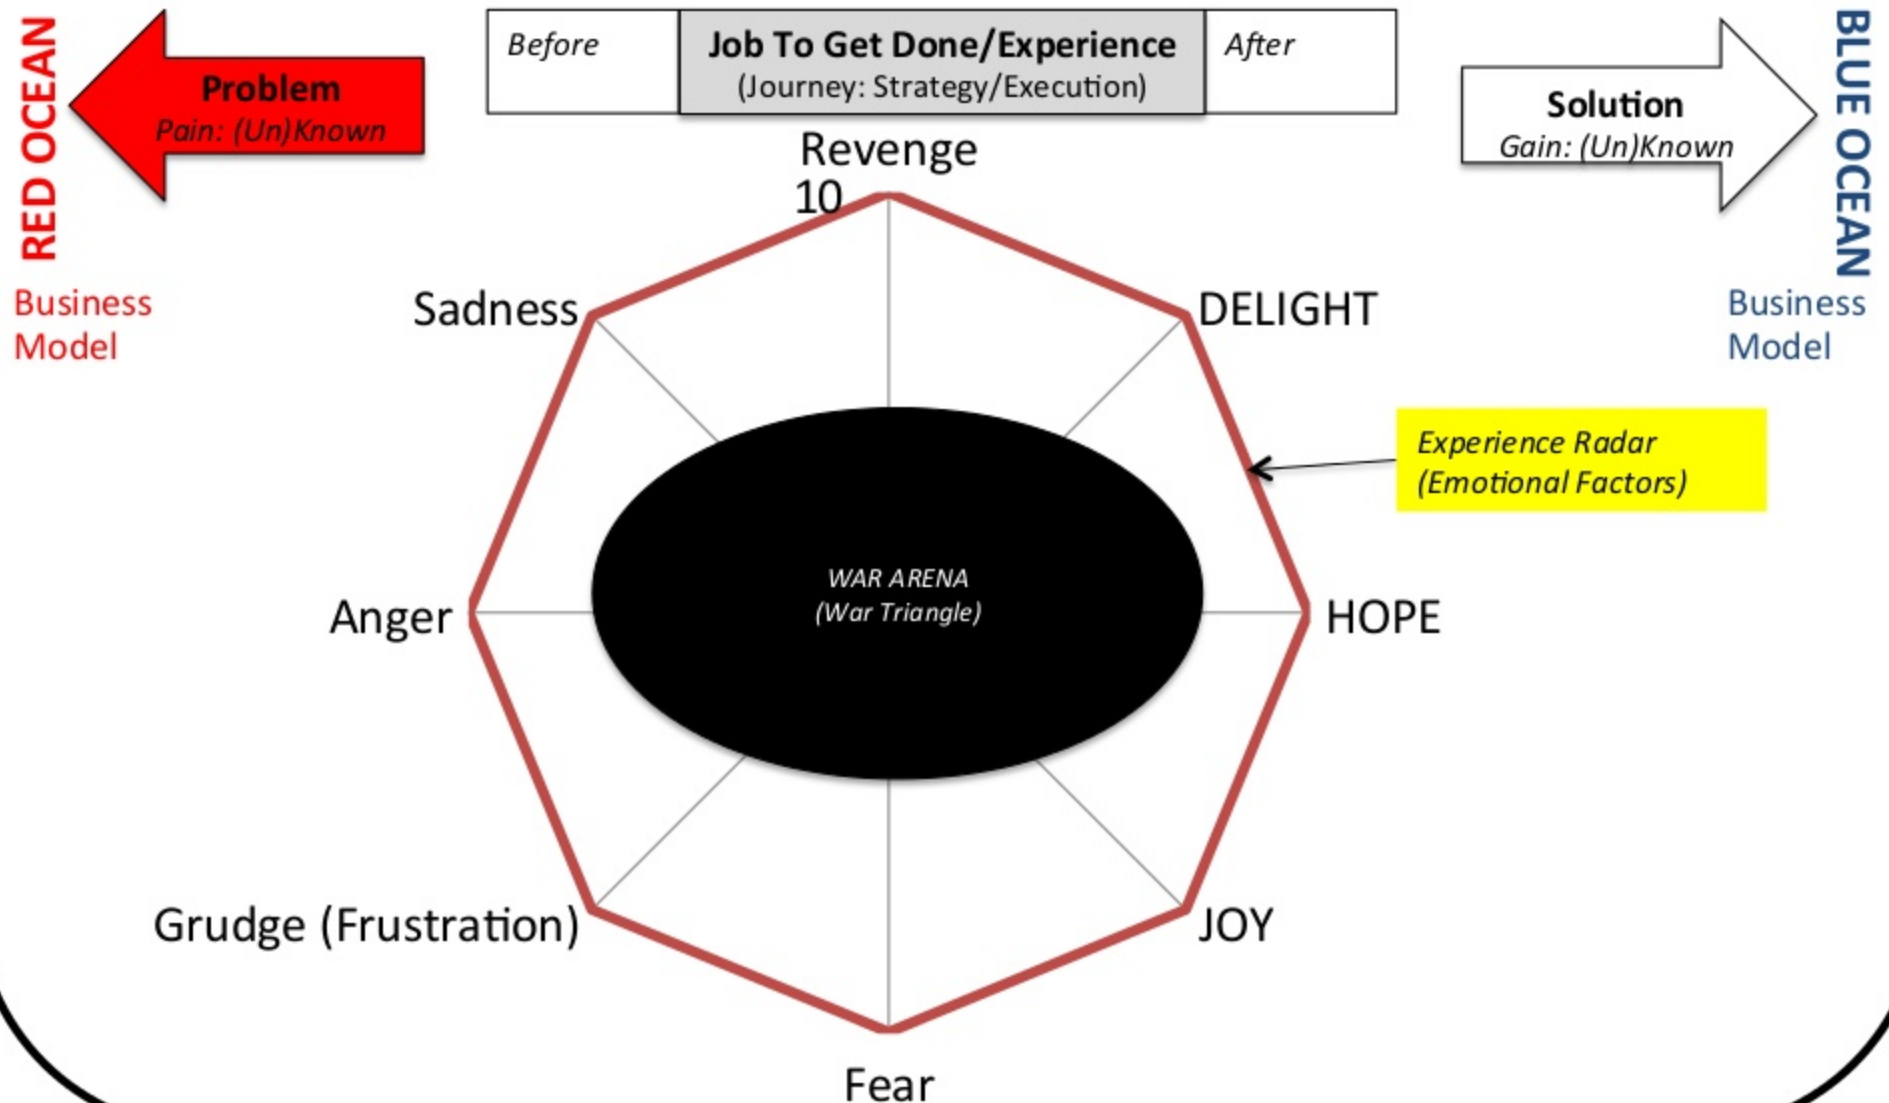 RED OCEAN
Business
Model
Problem
Pain: (Un)Known
Before
Job To Get Done/Experience
(Journey: Strategy/Execution)
After
Solution
Gain: (Un)Known
BLUE OCEAN
Business
Model
Revenge
10
Sadness
DELIGHT
Experience Radar
(Emotional Factors)
WAR ARENA
(War Triangle)
Anger
HOPE
Grudge (Frustration)
JOY
Fear